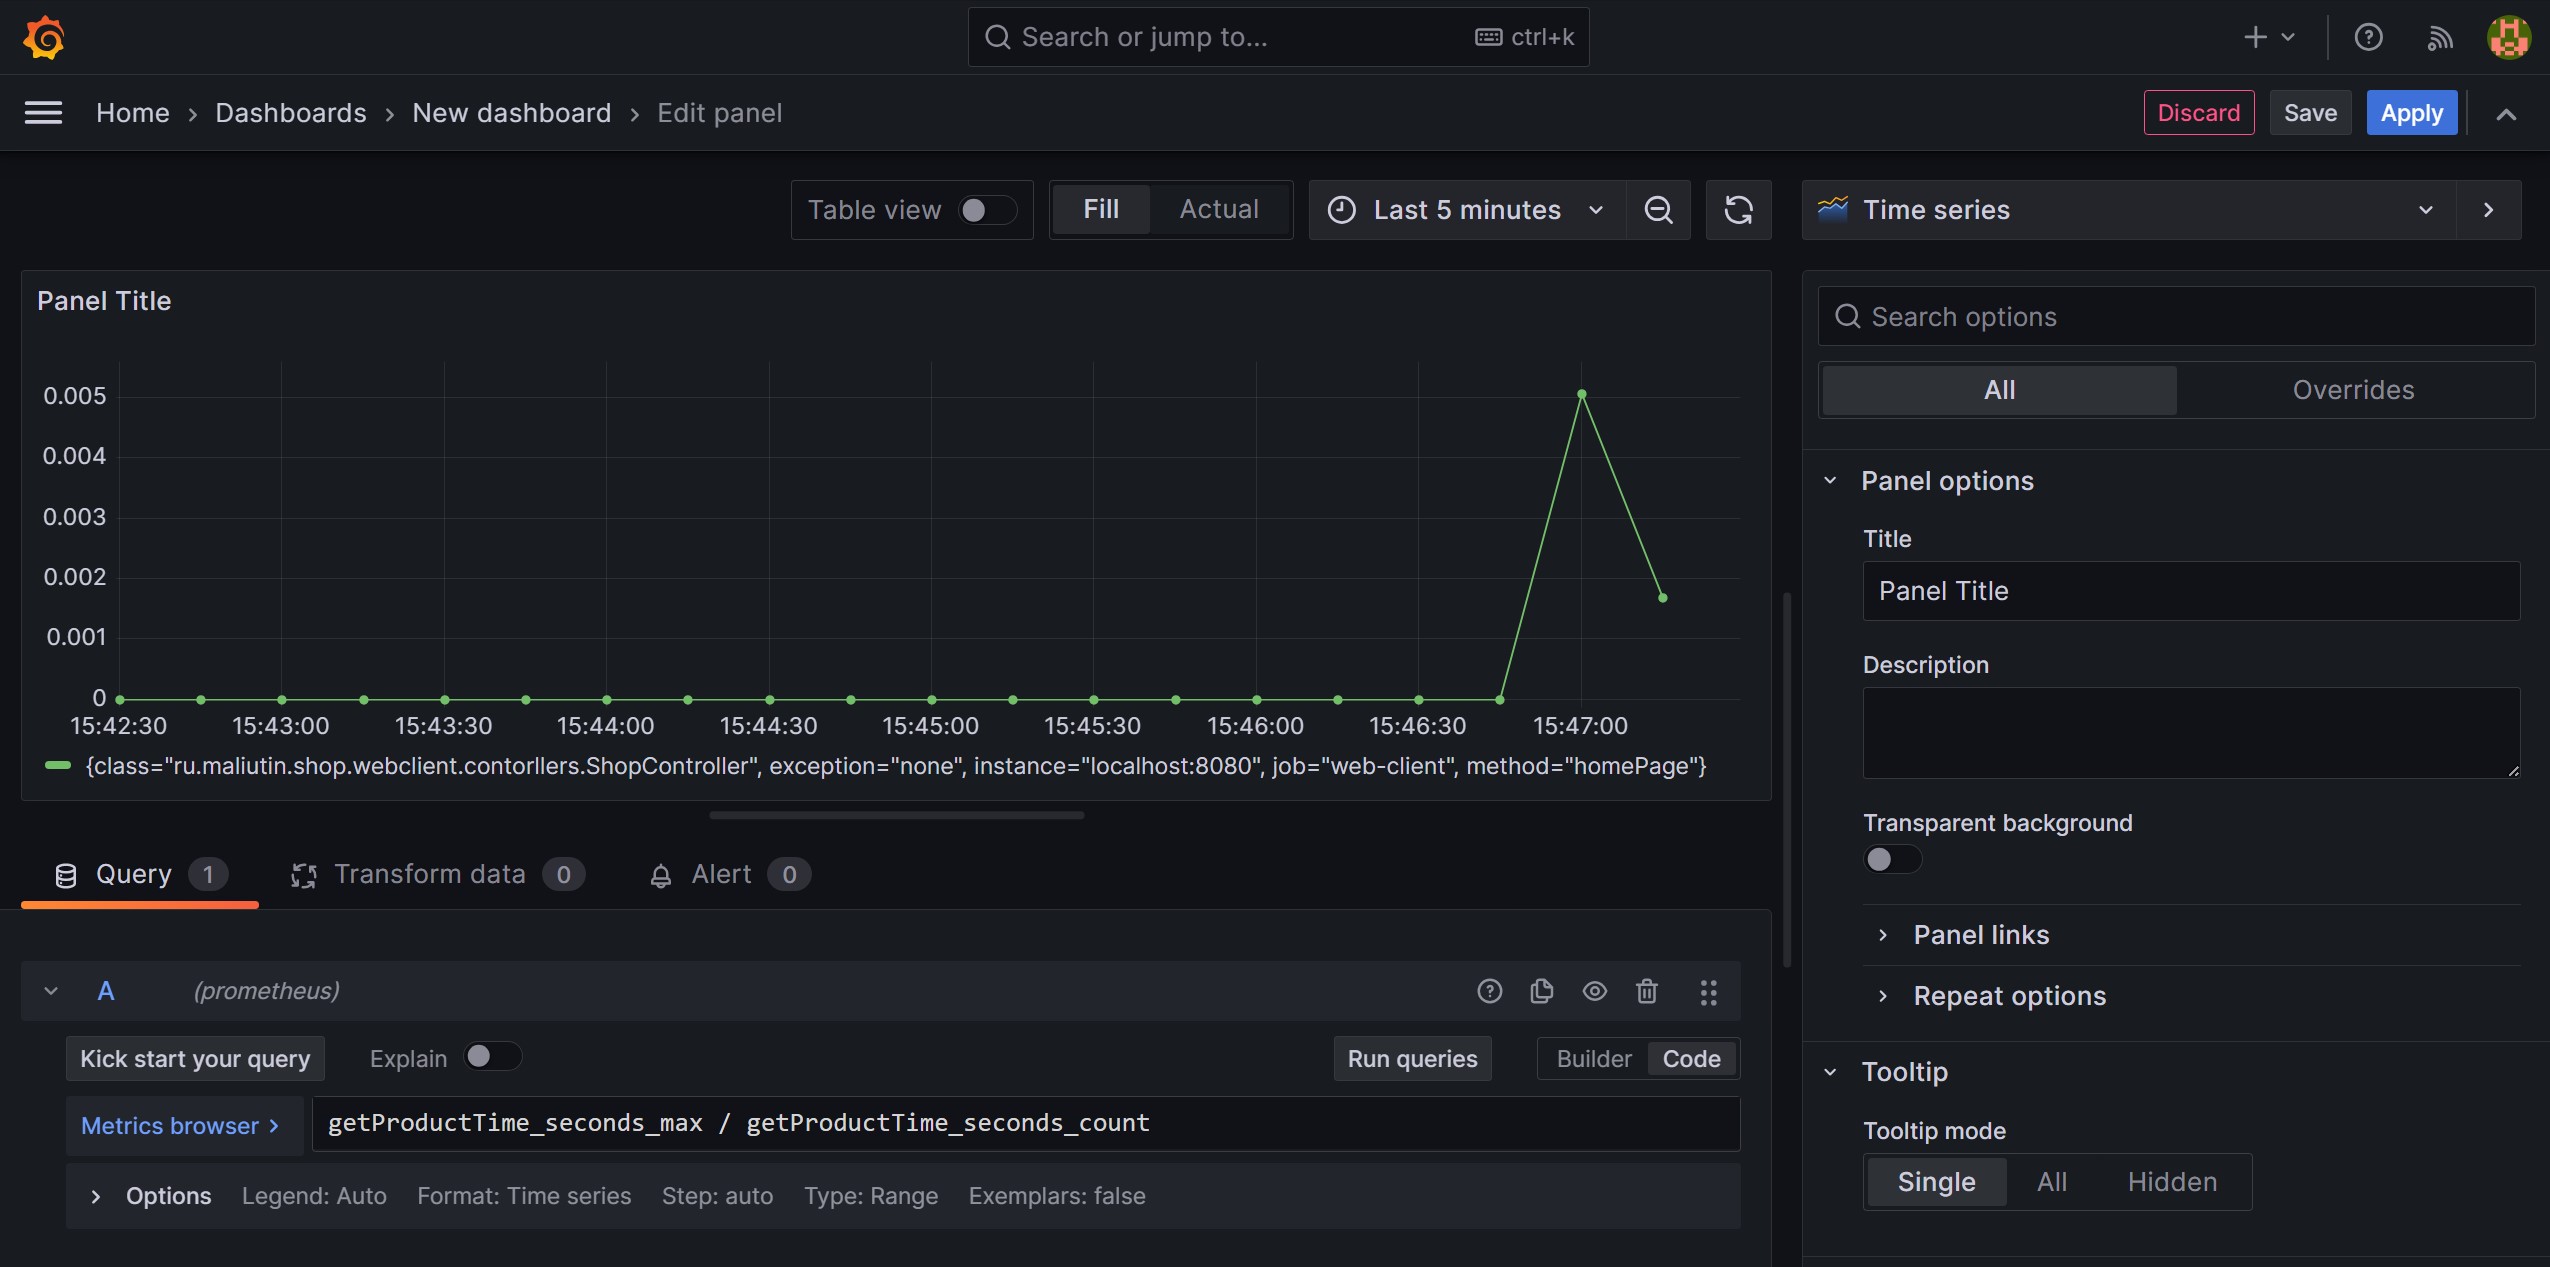 Search or jump to... ctrl+k
Home › Dashboards › New dashboard › Edit panel
Discard Save Apply
Table view Fill Actual Last 5 minutes
Time series
Panel Title
0.005
0.004
0.003
0.002
0.001
0
15:42:30 15:43:00 15:43:30 15:44:00 15:44:30 15:45:00 15:45:30 15:46:00 15:46:30 15:47:00
{class="ru.maliutin.shop.webclient.contorllers.ShopController", exception="none", instance="localhost:8080", job="web-client", method="homePage"}
Query 1 Transform data 0 Alert 0
A (prometheus)
Kick start your query Explain Run queries Builder Code
Metrics browser › getProductTime_seconds_max / getProductTime_seconds_count
Options Legend: Auto Format: Time series Step: auto Type: Range Exemplars: false
Search options
All Overrides
Panel options
Title
Panel Title
Description
Transparent background
Panel links
Repeat options
Tooltip
Tooltip mode
Single All Hidden